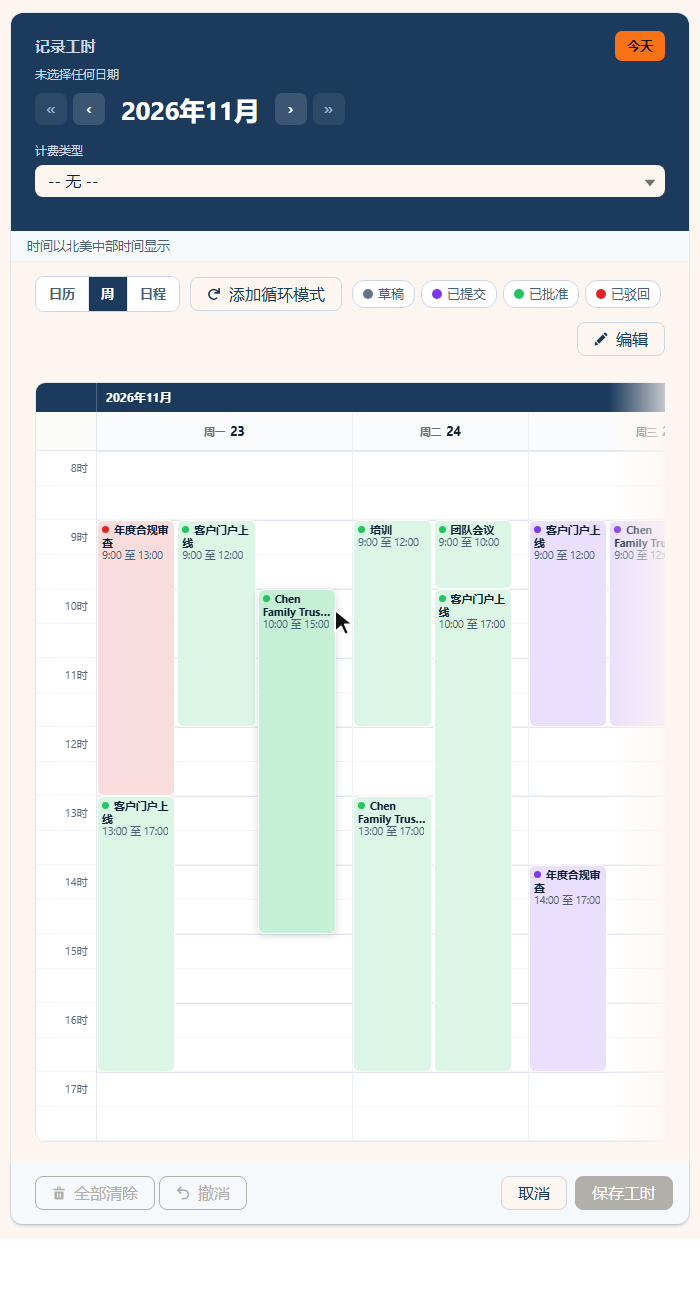 记录工时
今天
未选择任何日期
« ‹ 2026年11月 › »
计费类型
-- 无 --
时间以北美中部时间显示
日历 周 日程 添加循环模式 草稿 已提交 已批准 已驳回
编辑
2026年11月
周一 23 周二 24 周三
8时
9时
10时
11时
12时
13时
14时
15时
16时
17时
年度合规审
查
9:00 至 13:00
客户门户上
线
9:00 至 12:00
Chen
Family Trus...
10:00 至 15:00
客户门户上
线
13:00 至 17:00
培训
9:00 至 12:00
团队会议
9:00 至 10:00
客户门户上
线
10:00 至 17:00
Chen
Family Trus...
13:00 至 17:00
客户门户上
线
9:00 至 12:00
Chen
Family
9:00 至
年度合规审
查
14:00 至 17:00
全部清除 撤消 取消 保存工时